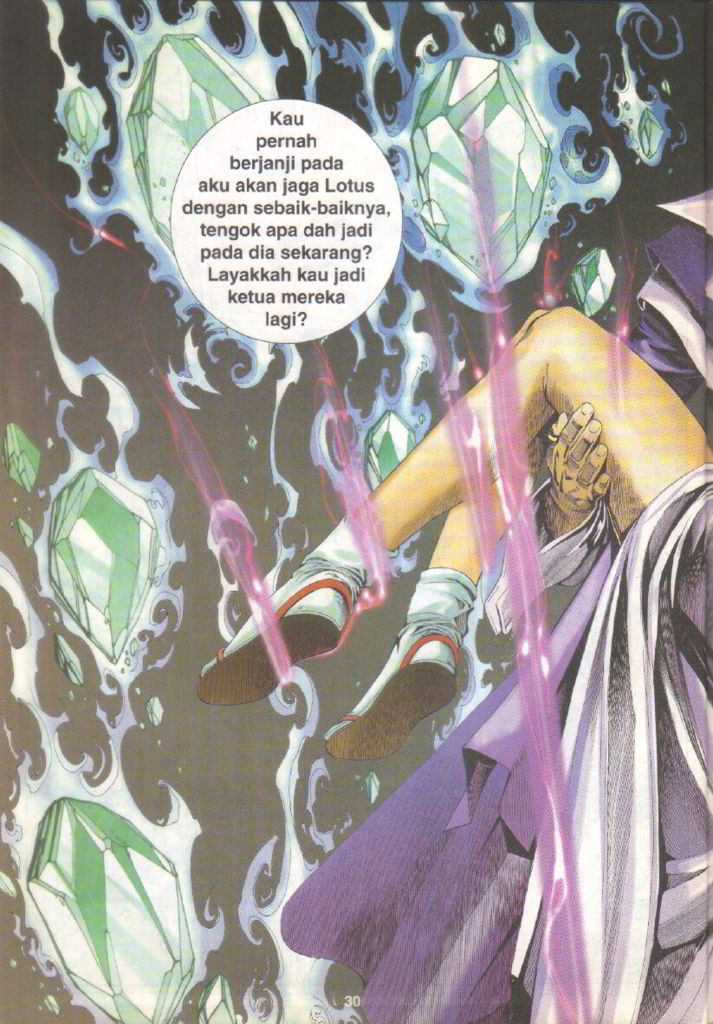 Kau
pernah
berjanji pada
aku akan jaga Lotus
dengan sebaik-baiknya,
tengok apa dah jadi
pada dia sekarang?
Layakkah kau jadi
ketua mereka
lagi?
30